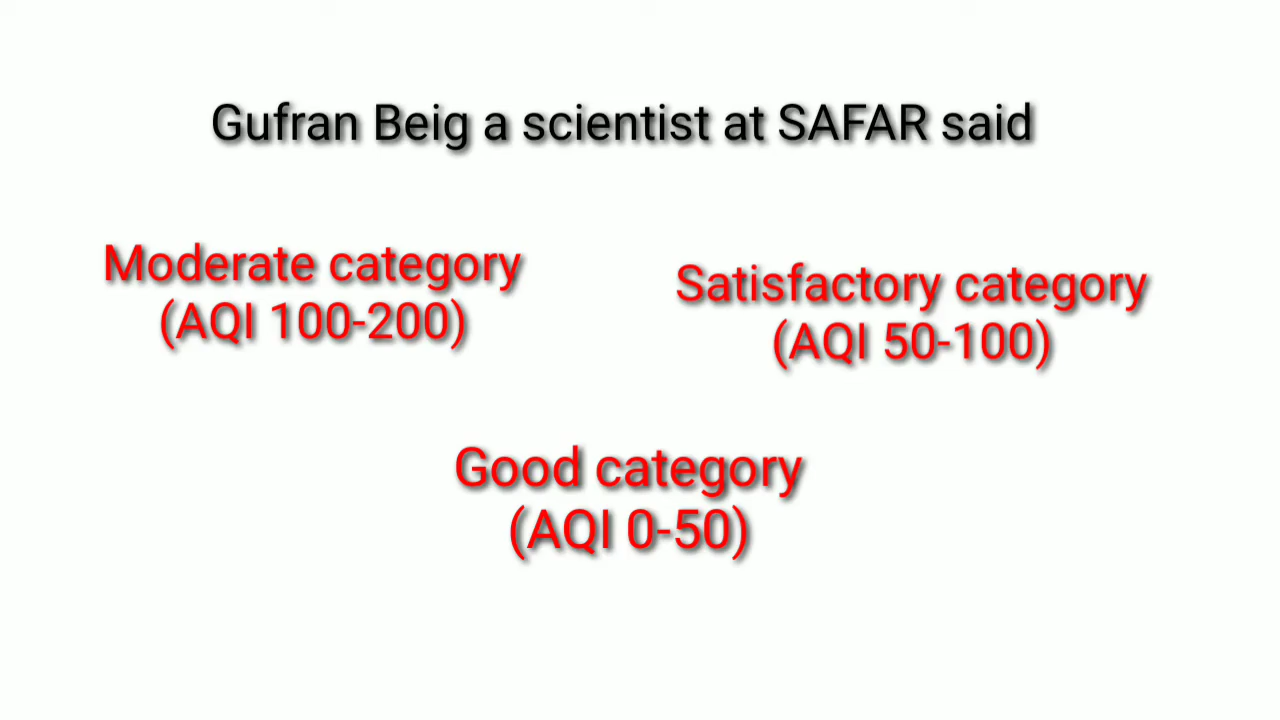 Gufran Beig a scientist at SAFAR said
Moderate category
(AQI 100-200)
Satisfactory category
(AQI 50-100)
Good category
(AQI 0-50)